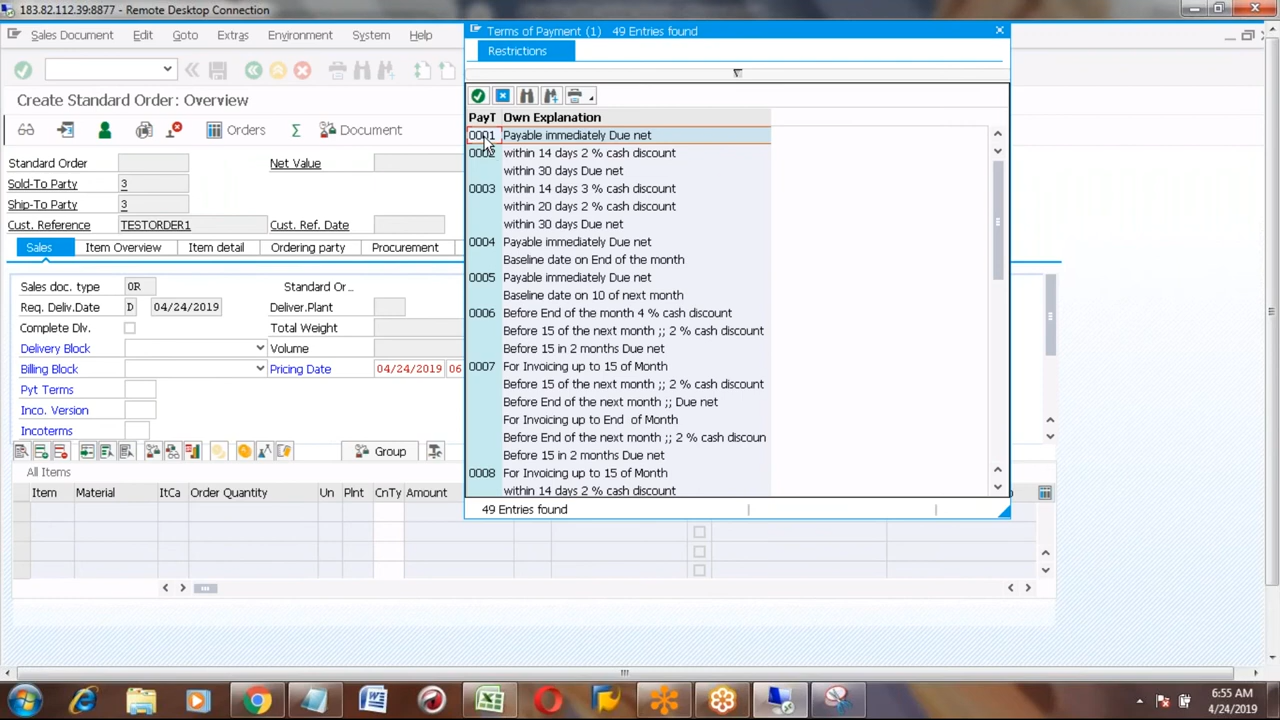 183.82.112.39:8877 - Remote Desktop Connection
Sales Document Edit Goto Extras Environment System Help
Create Standard Order: Overview
Orders Σ Document
Standard Order Net Value
Sold-To Party 3
Ship-To Party 3
Cust. Reference TESTORDER1 Cust. Ref. Date
Sales Item Overview Item detail Ordering party Procurement
Sales doc. type OR Standard Or...
Req. Deliv.Date D 04/24/2019 Deliver.Plant
Complete Dlv. Total Weight
Delivery Block Volume
Billing Block Pricing Date 04/24/2019 06
Pyt Terms
Inco. Version
Incoterms
Group
All Items
Item Material ItCa Order Quantity Un Plnt CnTy Amount
Terms of Payment (1) 49 Entries found
Restrictions
PayT Own Explanation
0001 Payable immediately Due net
0002 within 14 days 2 % cash discount
within 30 days Due net
0003 within 14 days 3 % cash discount
within 20 days 2 % cash discount
within 30 days Due net
0004 Payable immediately Due net
Baseline date on End of the month
0005 Payable immediately Due net
Baseline date on 10 of next month
0006 Before End of the month 4 % cash discount
Before 15 of the next month ;; 2 % cash discount
Before 15 in 2 months Due net
0007 For Invoicing up to 15 of Month
Before 15 of the next month ;; 2 % cash discount
Before End of the next month ;; Due net
For Invoicing up to End of Month
Before End of the next month ;; 2 % cash discoun
Before 15 in 2 months Due net
0008 For Invoicing up to 15 of Month
within 14 days 2 % cash discount
49 Entries found
6:55 AM
4/24/2019